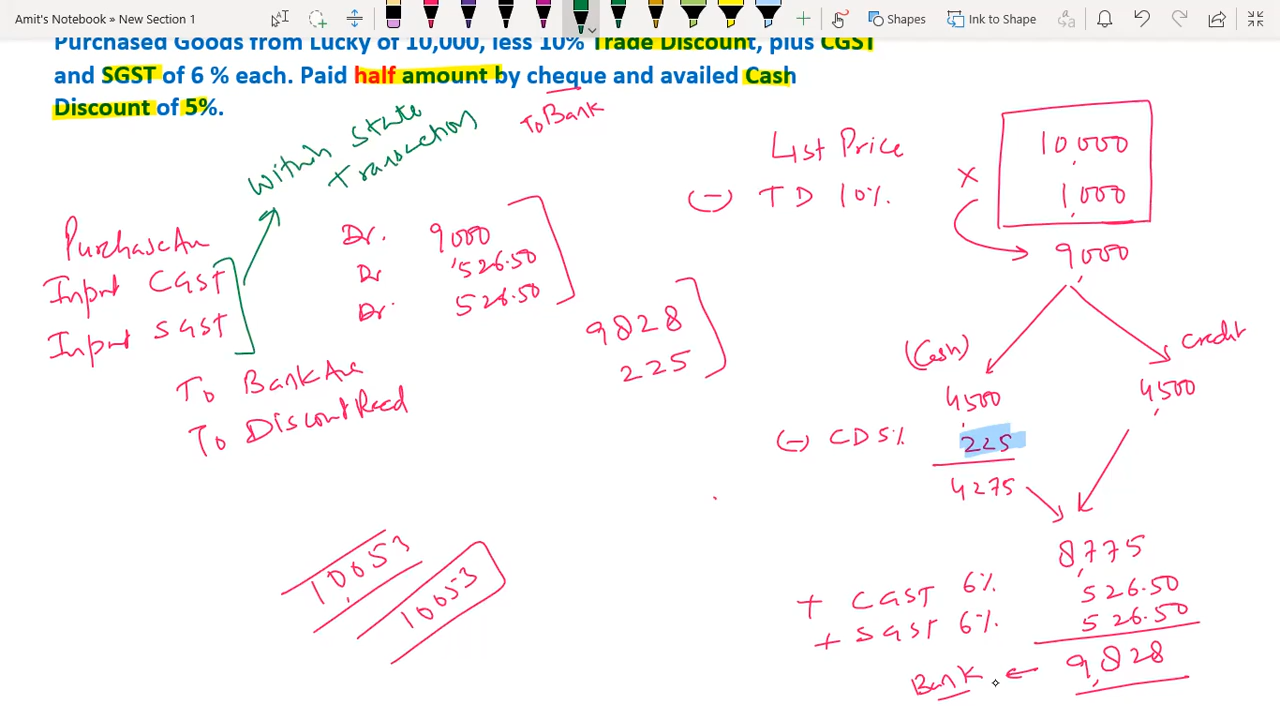 Amit's Notebook » New Section 1
Shapes
Ink to Shape
Purchased Goods from Lucky of 10,000, less 10% Trade Discount, plus CGST
and SGST of 6 % each. Paid half amount by cheque and availed Cash
Discount of 5%.
To Bank
Within State
Transaction
Purchase A/c Dr. 9000
Input CGST Dr 526.50
Input SGST Dr. 526.50
To Bank A/c 9828
To Discount Recd 225
10053
10053
List Price 10,000
(-) TD 10% 1,000
X
9000
(Cash) Credit
4500 4500
(-) CD 5% 225
4275
8,775
+ CGST 6% 526.50
+ SGST 6% 526.50
Bank ← 9,828